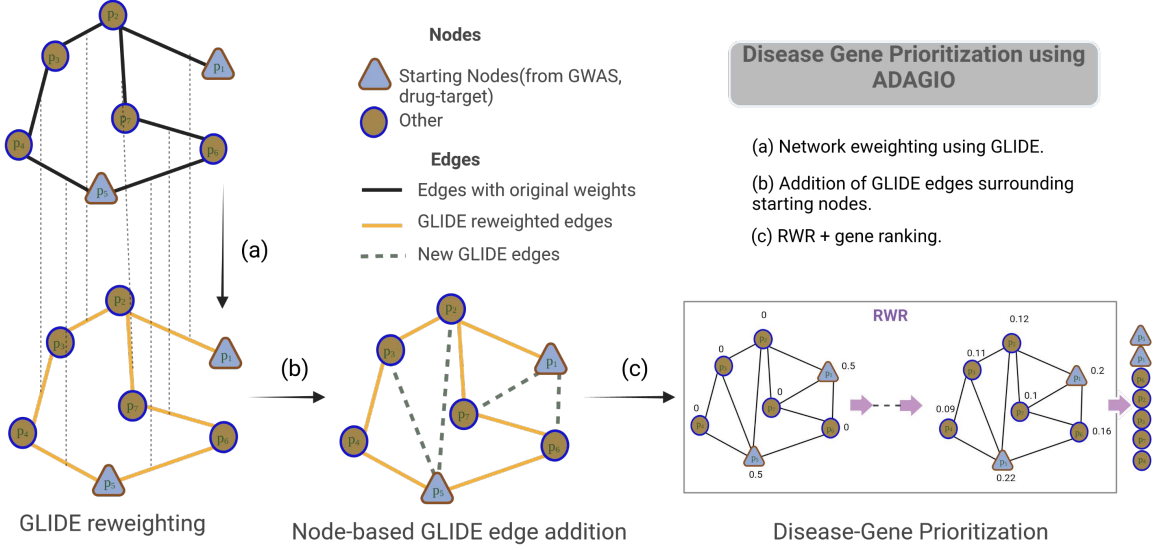 p₂
p₃
p₁
p₇
p₄
p₆
p₅
Nodes
Starting Nodes(from GWAS,
drug-target)
Other
Edges
Edges with original weights
GLIDE reweighted edges
New GLIDE edges
Disease Gene Prioritization using
ADAGIO
(a) Network eweighting using GLIDE.
(b) Addition of GLIDE edges surrounding
starting nodes.
(c) RWR + gene ranking.
(a)
p₂
p₃
p₁
p₇
p₄
p₆
p₅
GLIDE reweighting
(b)
p₂
p₃
p₁
p₇
p₄
p₆
p₅
Node-based GLIDE edge addition
(c)
RWR
0
0
0.5
0
0
0
0.5
0.12
0.11
0.2
0.1
0.09
0.16
0.22
Disease-Gene Prioritization